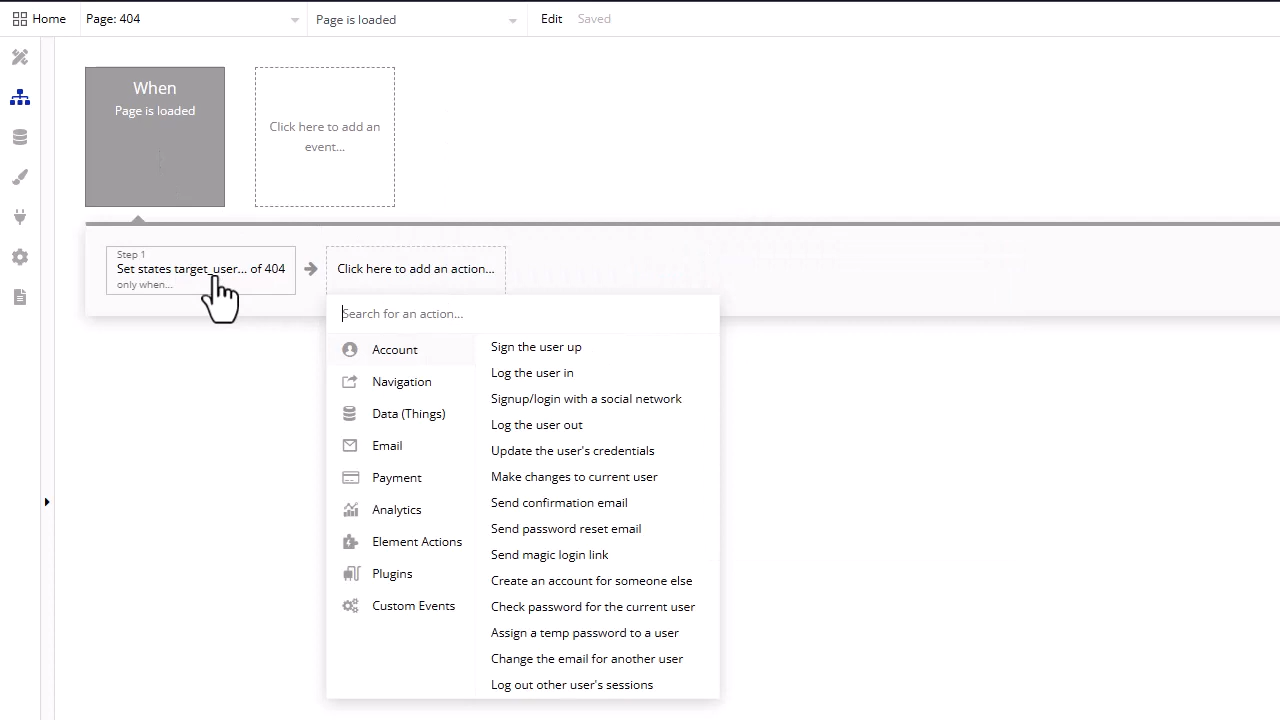 Home
Page: 404
Page is loaded
Edit
Saved
When
Page is loaded
Click here to add an
event...
Step 1
Set states target_user... of 404
only when...
Click here to add an action...
Search for an action...
Account
Navigation
Data (Things)
Email
Payment
Analytics
Element Actions
Plugins
Custom Events
Sign the user up
Log the user in
Signup/login with a social network
Log the user out
Update the user's credentials
Make changes to current user
Send confirmation email
Send password reset email
Send magic login link
Create an account for someone else
Check password for the current user
Assign a temp password to a user
Change the email for another user
Log out other user's sessions